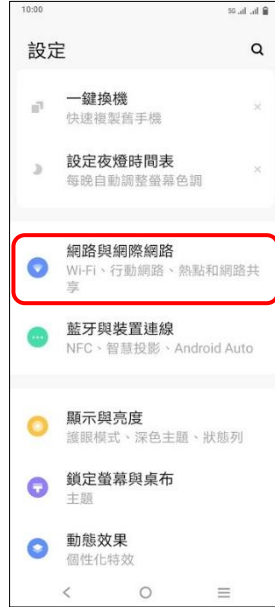 10:00
5G
設定
一鍵換機
快速複製舊手機
設定夜燈時間表
每晚自動調整螢幕色調
網路與網際網路
Wi-Fi、行動網路、熱點和網路共
享
藍牙與裝置連線
NFC、智慧投影、Android Auto
顯示與亮度
護眼模式、深色主題、狀態列
鎖定螢幕與桌布
主題
動態效果
個性化特效